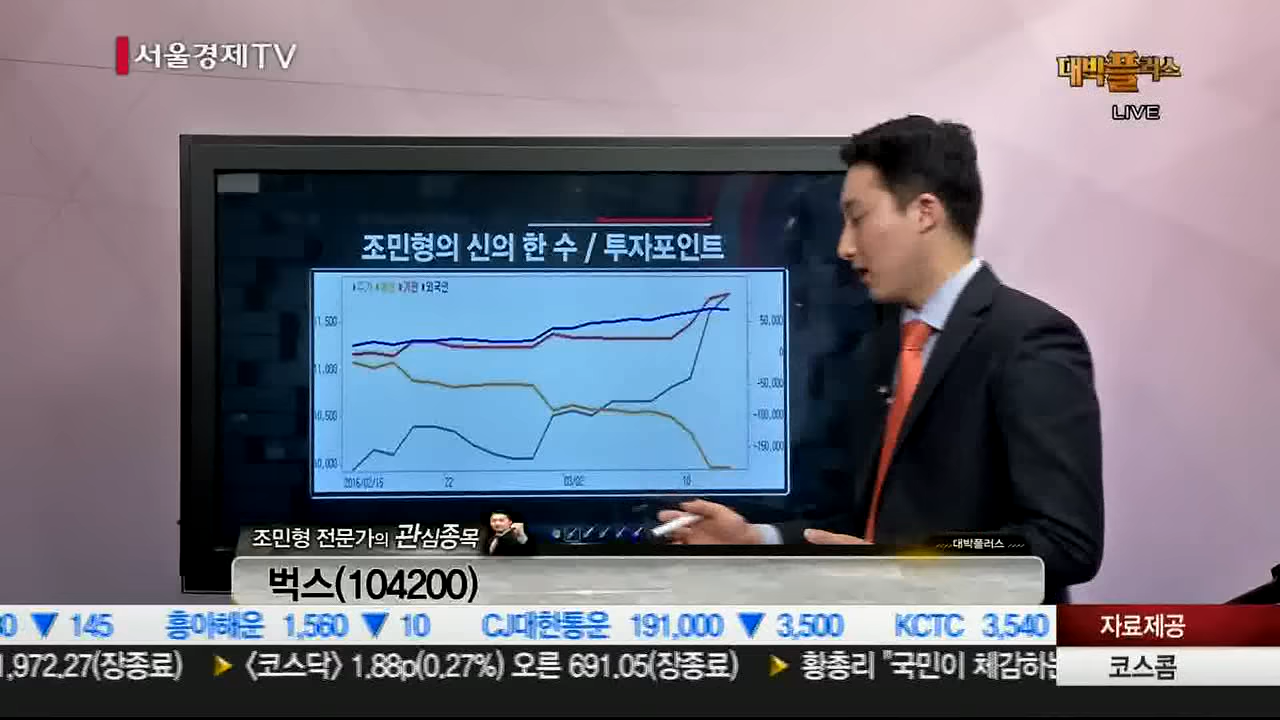 서울경제TV
대박플러스
LIVE
조민형의 신의 한 수 / 투자포인트
주가 개인 기관 외국인
11,500
11,000
10,500
10,000
50,000
0
-50,000
-100,000
-150,000
2016/02/15 22 03/02 10
조민형 전문가의 관심종목
대박플러스
벅스(104200)
0 ▼ 145 흥아해운 1,560 ▼ 10 CJ대한통운 191,000 ▼ 3,500 KCTC 3,540
자료제공
1,972.27(장종료) ▶ <코스닥> 1.88p(0.27%) 오른 691.05(장종료) ▶ 황총리 "국민이 체감하는
코스콤